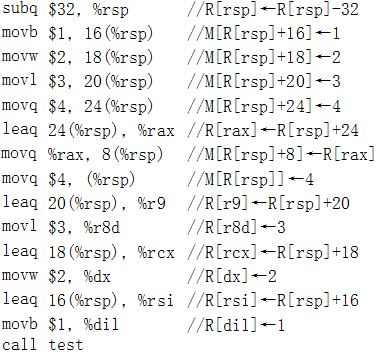 subq $32, %rsp //R[rsp]←R[rsp]-32
movb $1, 16(%rsp) //M[R[rsp]+16]←1
movw $2, 18(%rsp) //M[R[rsp]+18]←2
movl $3, 20(%rsp) //M[R[rsp]+20]←3
movq $4, 24(%rsp) //M[R[rsp]+24]←4
leaq 24(%rsp), %rax //R[rax]←R[rsp]+24
movq %rax, 8(%rsp) //M[R[rsp]+8]←R[rax]
movq $4, (%rsp) //M[R[rsp]]←4
leaq 20(%rsp), %r9 //R[r9]←R[rsp]+20
movl $3, %r8d //R[r8d]←3
leaq 18(%rsp), %rcx //R[rcx]←R[rsp]+18
movw $2, %dx //R[dx]←2
leaq 16(%rsp), %rsi //R[rsi]←R[rsp]+16
movb $1, %dil //R[dil]←1
call test